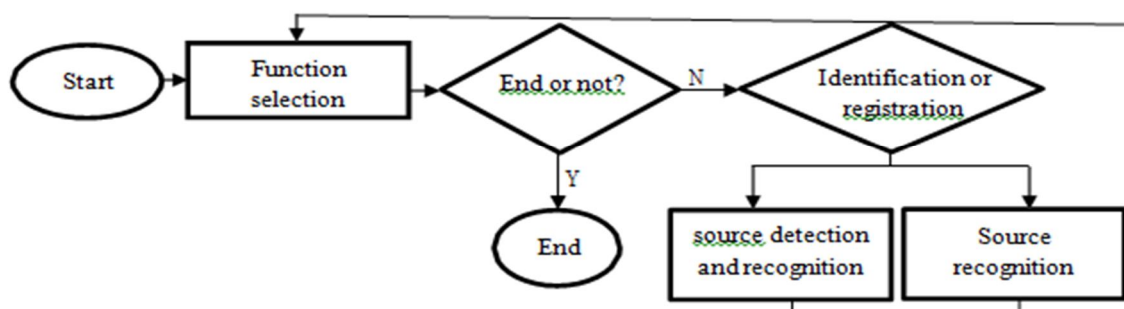 Start
Function
selection
End or not?
N
Identification or
registration
Y
End
source detection
and recognition
Source
recognition